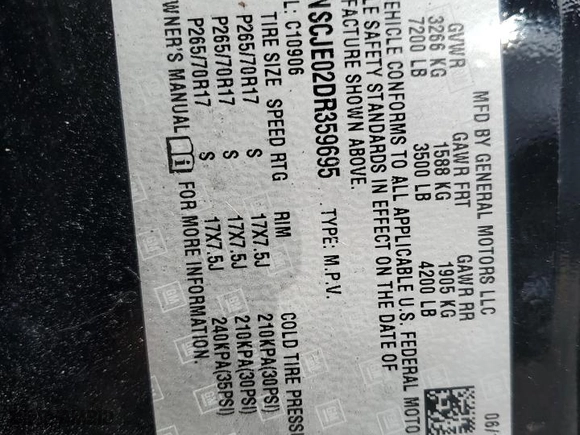 MFD BY GENERAL MOTORS LLC 06/
GVWR GAWR FRT GAWR RR
3266 KG 1588 KG 1905 KG
7200 LB 3500 LB 4200 LB
VEHICLE CONFORMS TO ALL APPLICABLE U.S. FEDERAL MOTO
LE SAFETY STANDARDS IN EFFECT ON THE DATE OF
FACTURE SHOWN ABOVE.
NSCJE02DR359695 TYPE: M.P.V.
L: C10906
TIRE SIZE SPEED RTG RIM COLD TIRE PRESS
P265/70R17 S 17X7.5J 210KPA(30PSI)
P265/70R17 S 17X7.5J 210KPA(30PSI)
P265/70R17 S 17X7.5J 240KPA(35PSI)
WNER'S MANUAL FOR MORE INFORMATION.